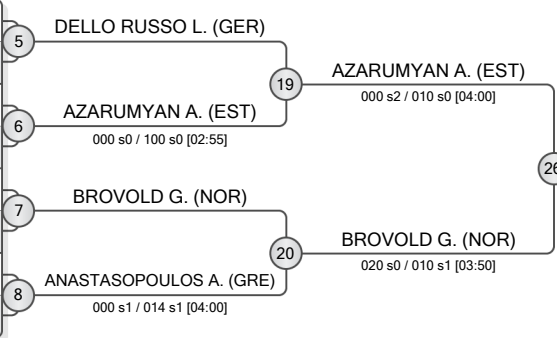 DELLO RUSSO L. (GER)
5
19
AZARUMYAN A. (EST)
000 s2 / 010 s0 [04:00]
AZARUMYAN A. (EST)
6
000 s0 / 100 s0 [02:55]
26
BROVOLD G. (NOR)
7
20
BROVOLD G. (NOR)
020 s0 / 010 s1 [03:50]
ANASTASOPOULOS A. (GRE)
8
000 s1 / 014 s1 [04:00]